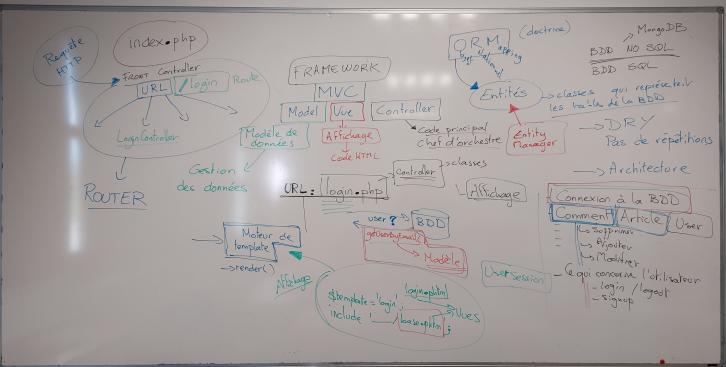 Requête
HTTP
index.php
FRONT Controller
URL /login Route
LoginController
ROUTER
FRAMEWORK
MVC
Model Vue Controller
Modèle de
données
Gestion
des données
Affichage
Code HTML
Code principal
Chef d'orchestre
URL: login.php
Controller
classes
Affichage
ORM (doctrine)
Mapping
Entités
classes qui
les de la BDD
Entity
Manager
MongoDB
BDD NO SQL
BDD SQL
DRY
Pas de répétitions
Architecture
Connexion à la BDD
Comment Article User
Supprimer
Ajouter
Modifier
Ce qui concerne l'utilisateur
- login / logout
- signup
User session
user? BDD
Modèle
Moteur de
template
render()
Affichage
login.phtml
$template = 'login';
Vues
include ' base.phtml ;